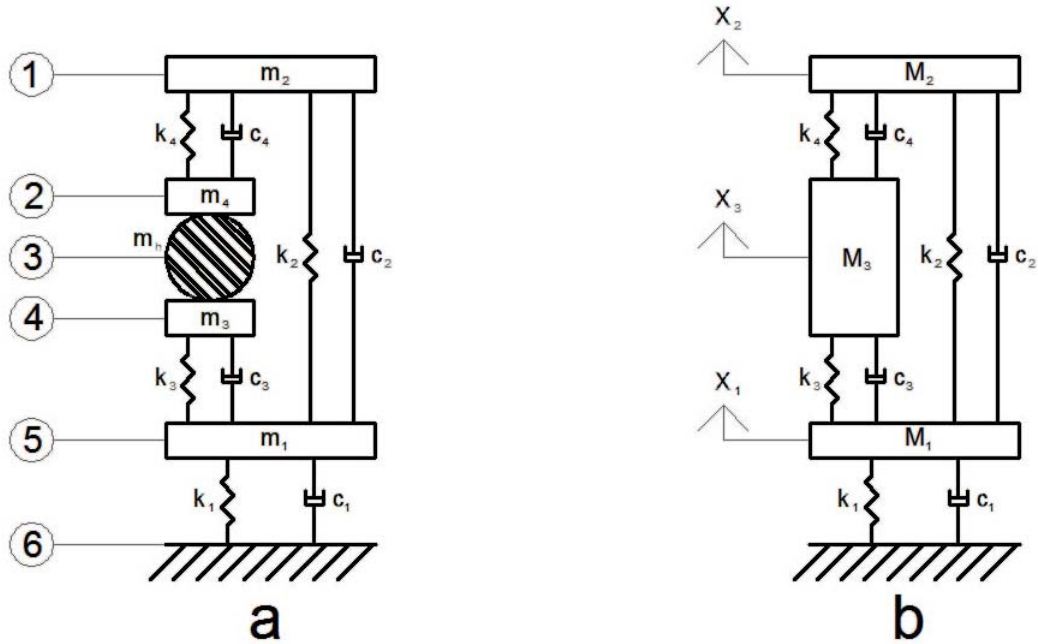 1
m₂
k₄
c₄
2
m₄
mₕ
3
k₂
c₂
4
m₃
k₃
c₃
5
m₁
k₁
c₁
6
a
X₂
M₂
k₄
c₄
X₃
M₃
k₂
c₂
k₃
c₃
X₁
M₁
k₁
c₁
b